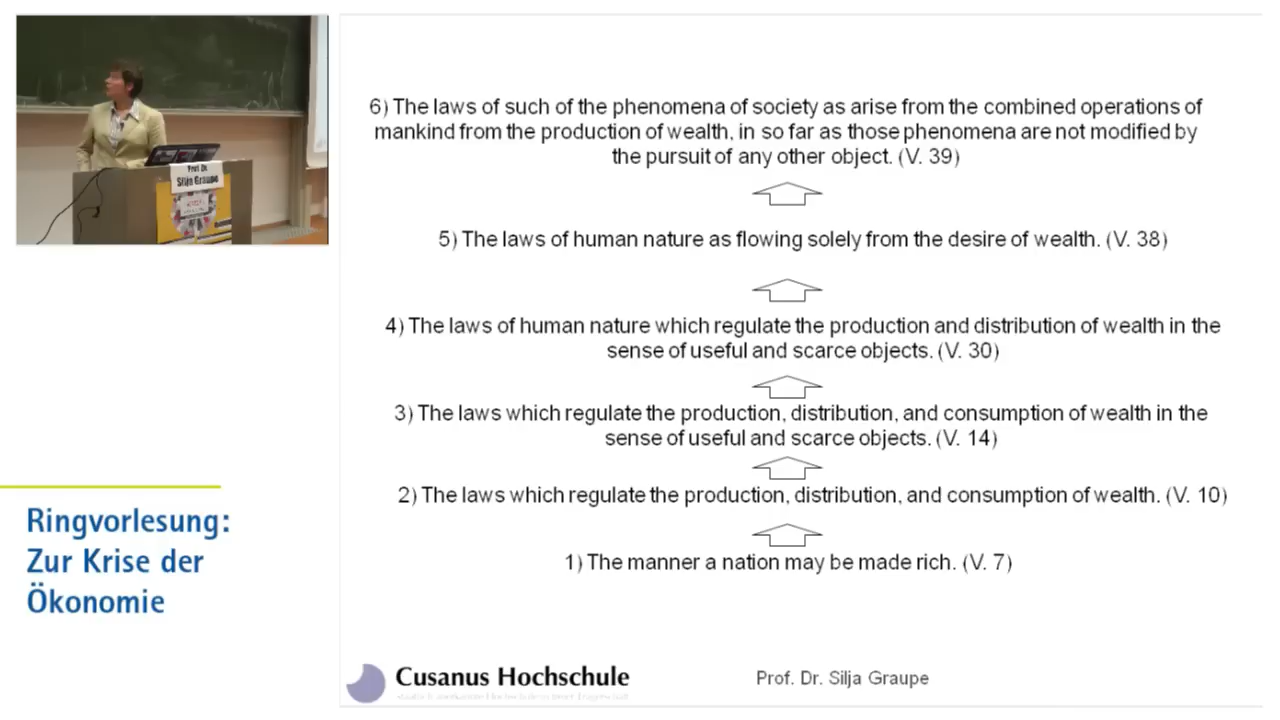 Prof. Dr.
Silja Graupe
6) The laws of such of the phenomena of society as arise from the combined operations of
mankind from the production of wealth, in so far as those phenomena are not modified by
the pursuit of any other object. (V. 39)
5) The laws of human nature as flowing solely from the desire of wealth. (V. 38)
4) The laws of human nature which regulate the production and distribution of wealth in the
sense of useful and scarce objects. (V. 30)
3) The laws which regulate the production, distribution, and consumption of wealth in the
sense of useful and scarce objects. (V. 14)
2) The laws which regulate the production, distribution, and consumption of wealth. (V. 10)
1) The manner a nation may be made rich. (V. 7)
Ringvorlesung:
Zur Krise der
Ökonomie
Cusanus Hochschule
Prof. Dr. Silja Graupe